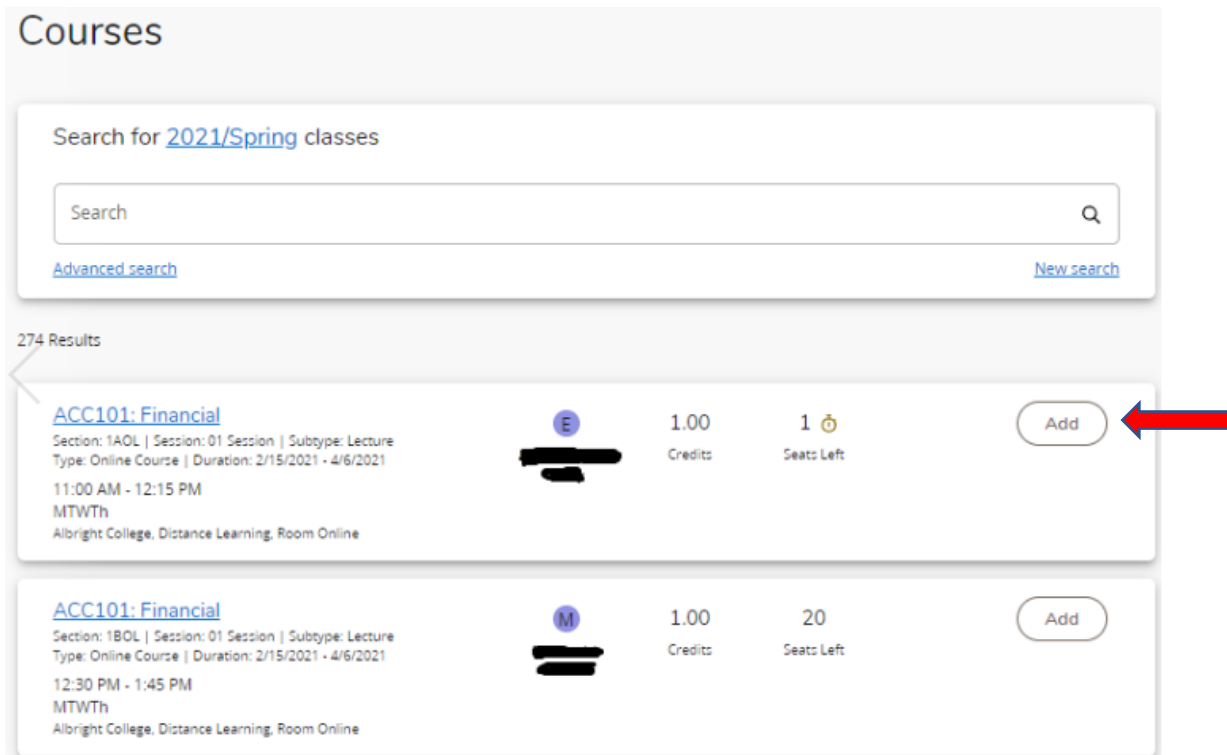 Courses
Search for 2021/Spring classes
Search
Advanced search
New search
274 Results
ACC101: Financial
Section: 1AOL | Session: 01 Session | Subtype: Lecture
Type: Online Course | Duration: 2/15/2021 - 4/6/2021
11:00 AM - 12:15 PM
MTWTh
Albright College, Distance Learning, Room Online
E
1.00
Credits
1
Seats Left
Add
ACC101: Financial
Section: 1BOL | Session: 01 Session | Subtype: Lecture
Type: Online Course | Duration: 2/15/2021 - 4/6/2021
12:30 PM - 1:45 PM
MTWTh
Albright College, Distance Learning, Room Online
M
1.00
Credits
20
Seats Left
Add